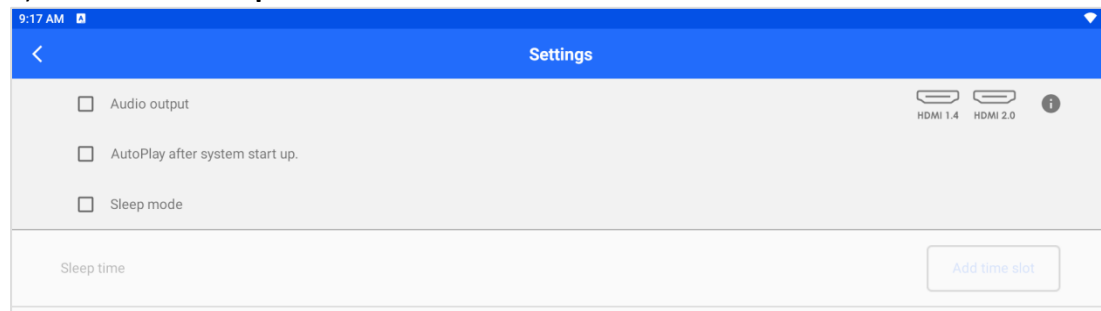 9:17 AM A
Settings
Audio output
HDMI 1.4 HDMI 2.0 i
AutoPlay after system start up.
Sleep mode
Sleep time
Add time slot